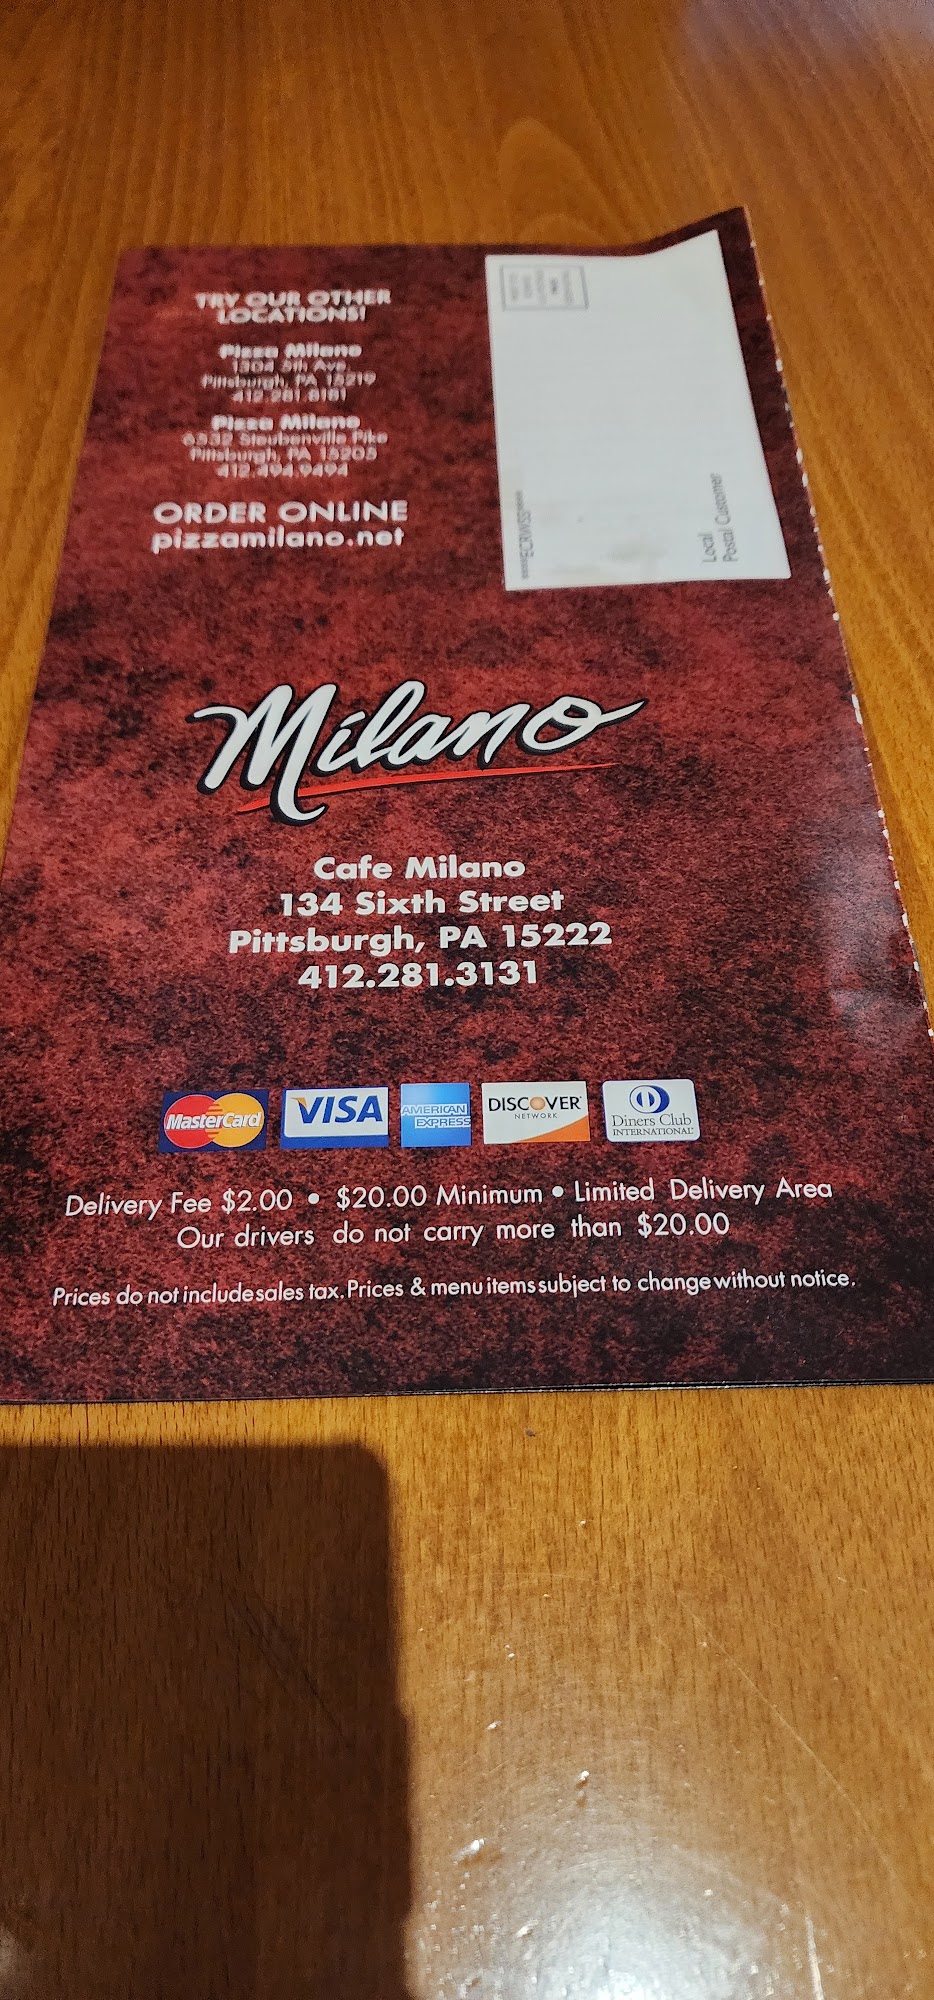 TRY OUR OTHER
LOCATIONS!
Pizza Milano
1304 5th Ave.
Pittsburgh, PA 15219
412.281.8181
Pizza Milano
6532 Steubenville Pike
Pittsburgh, PA 15205
412.494.9494
ORDER ONLINE
pizzamilano.net
****ECRWSS****
Local
Postal Customer
Milano
Cafe Milano
134 Sixth Street
Pittsburgh, PA 15222
412.281.3131
MasterCard
VISA
AMERICAN
EXPRESS
DISCOVER
NETWORK
Diners Club
INTERNATIONAL
Delivery Fee $2.00 • $20.00 Minimum • Limited Delivery Area
Our drivers do not carry more than $20.00
Prices do not include sales tax. Prices & menu items subject to change without notice.